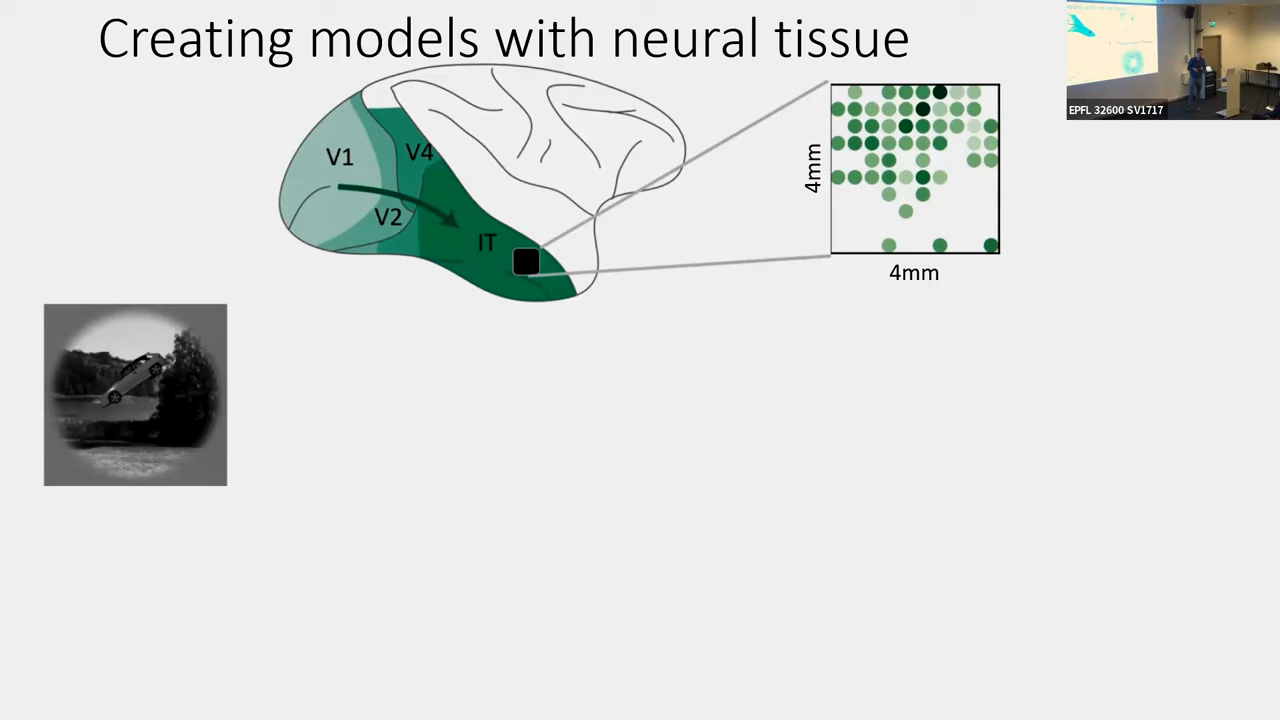 Creating models with neural tissue
V1
V4
V2
IT
4mm
4mm
EPFL 32600 SV1717